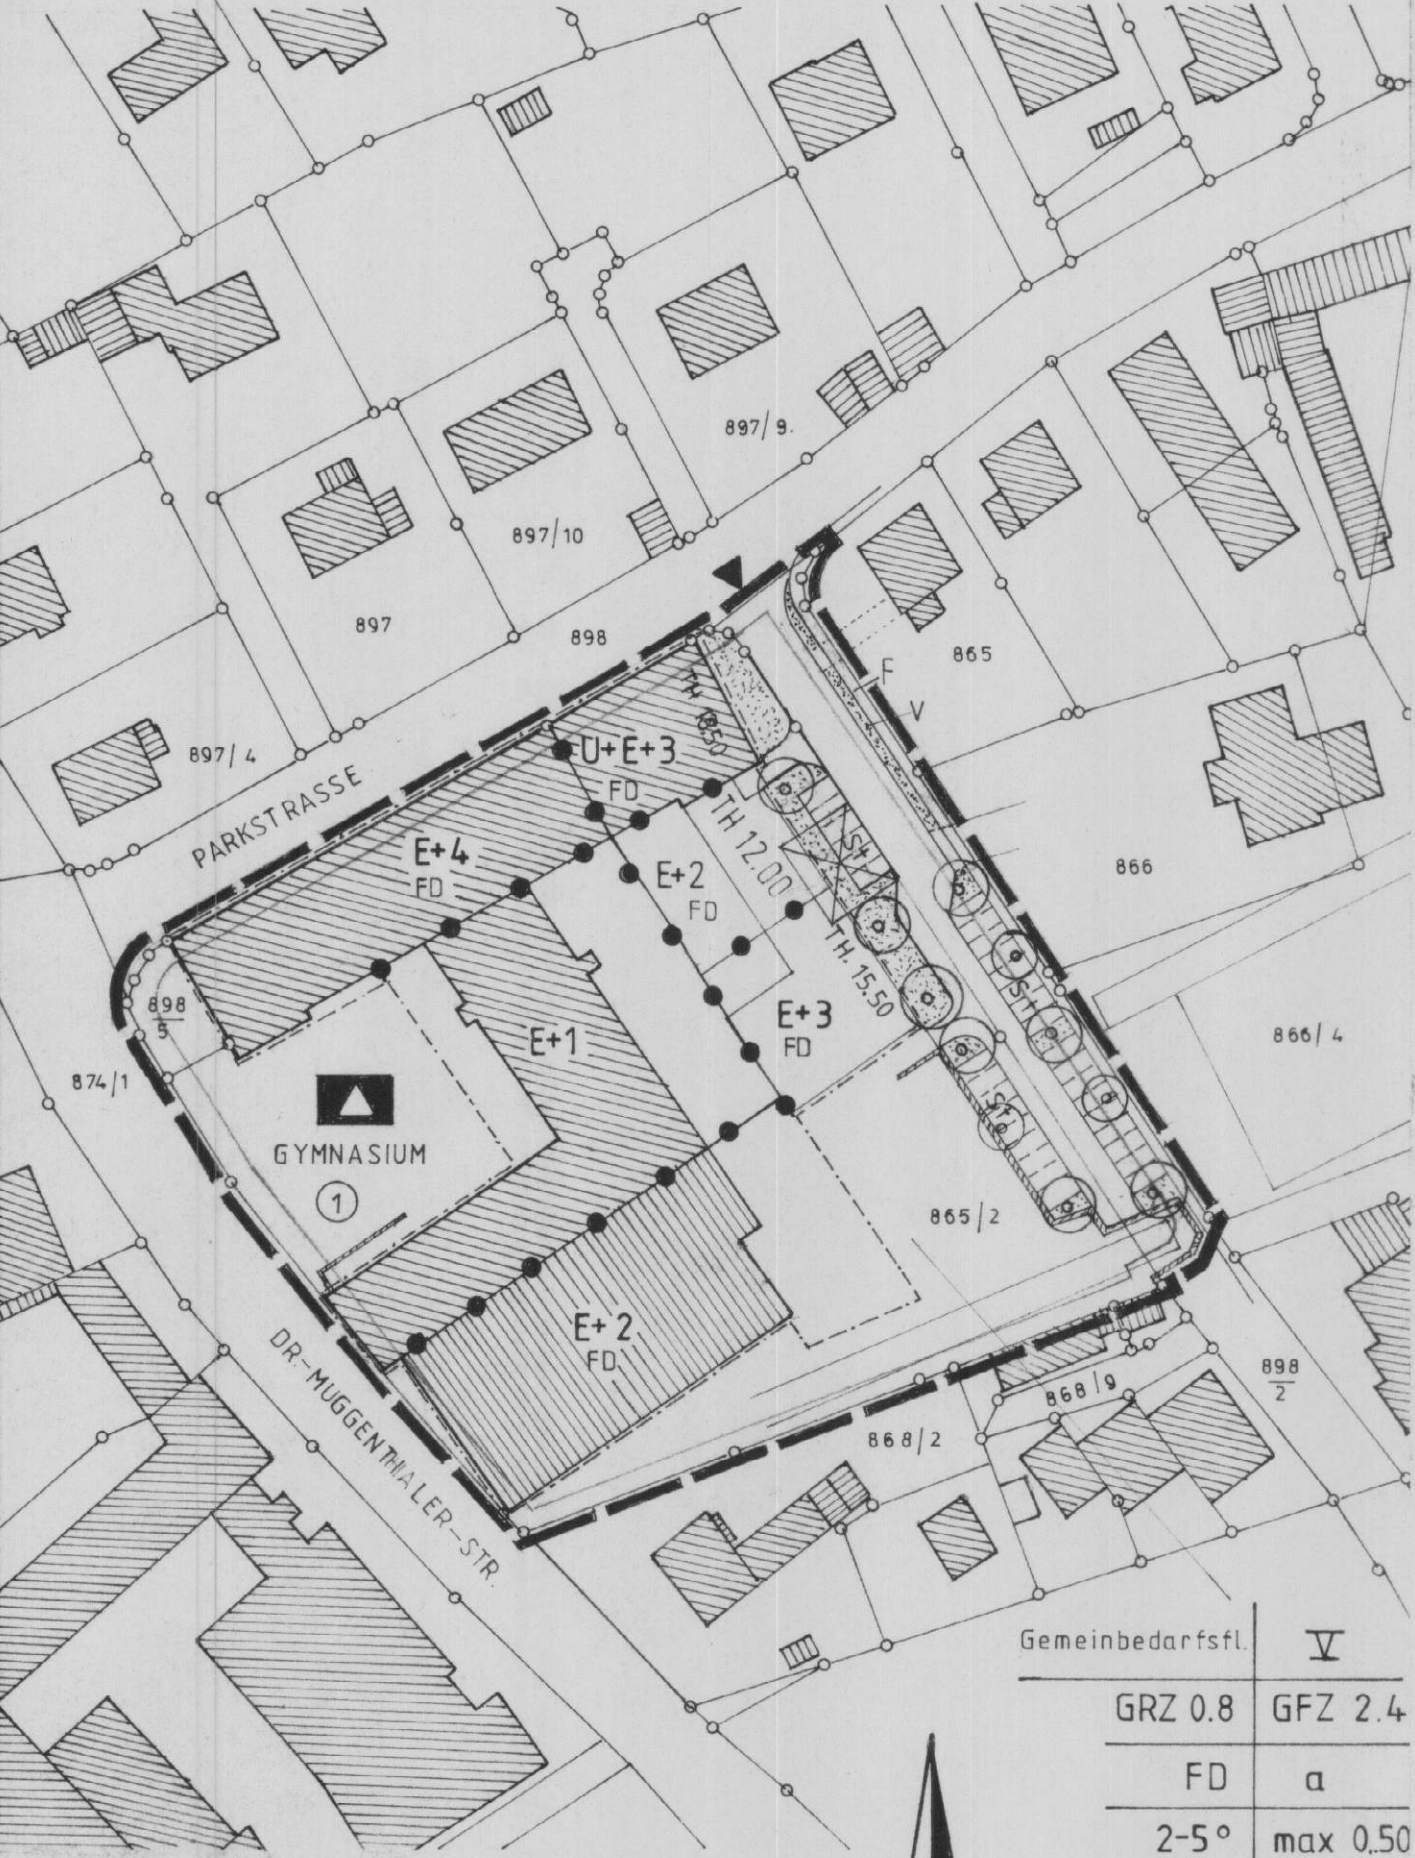 897/9.
897/10
897
898
865
F
V
897/4
PARKSTRASSE
U+E+3
FD
E+4
FD
TH 12.00
E+2
FD
St.
866
TH. 15.50
898
5
E+1
E+3
FD
St.
866/4
874/1
GYMNASIUM
1
St.
865/2
E+2
FD
DR.-MUGGENTHALER-STR.
868/9
898
2
868/2
Gemeinbedarfsfl. V
GRZ 0.8 GFZ 2.4
FD a
2-5° max 0.50